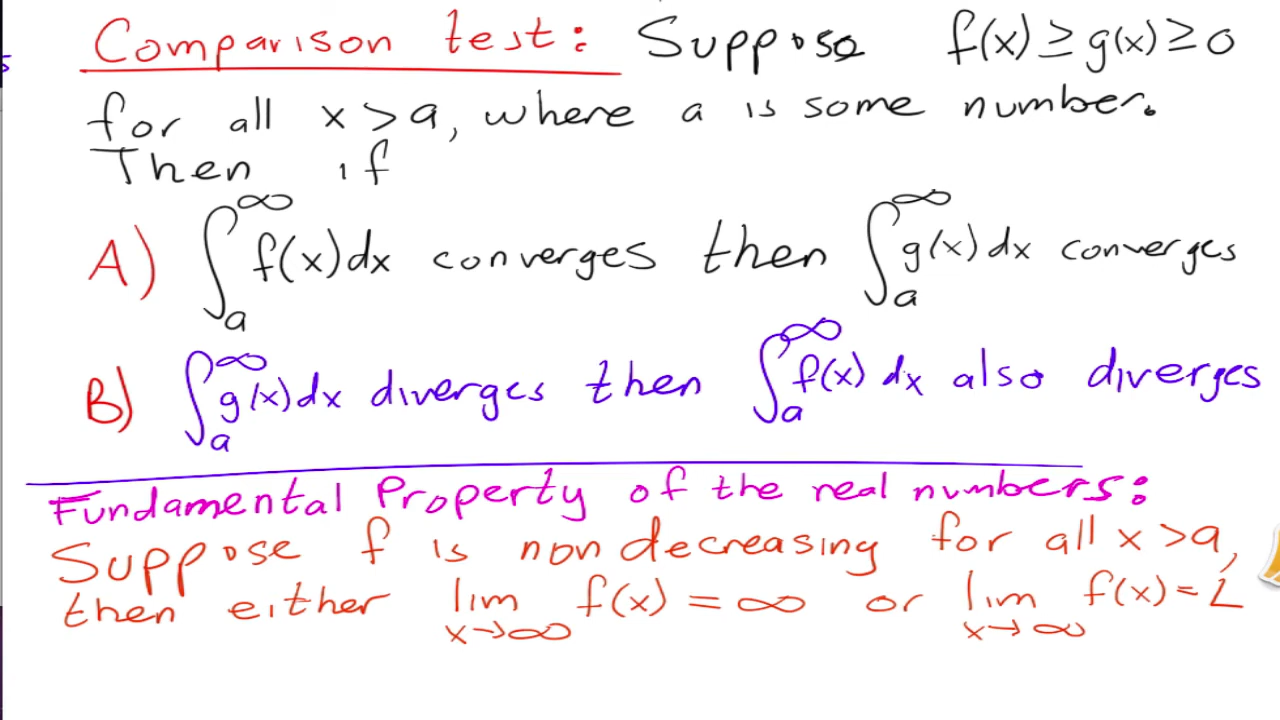 Comparison test: Suppose f(x) ≥ g(x) ≥ 0
for all x > a, where a is some number.
Then if
A) ∫_a^∞ f(x)dx converges then ∫_a^∞ g(x)dx converges
B) ∫_a^∞ g(x)dx diverges then ∫_a^∞ f(x)dx also diverges
Fundamental Property of the real numbers:
Suppose f is nondecreasing for all x > a,
then either lim_{x→∞} f(x) = ∞ or lim_{x→∞} f(x) = L